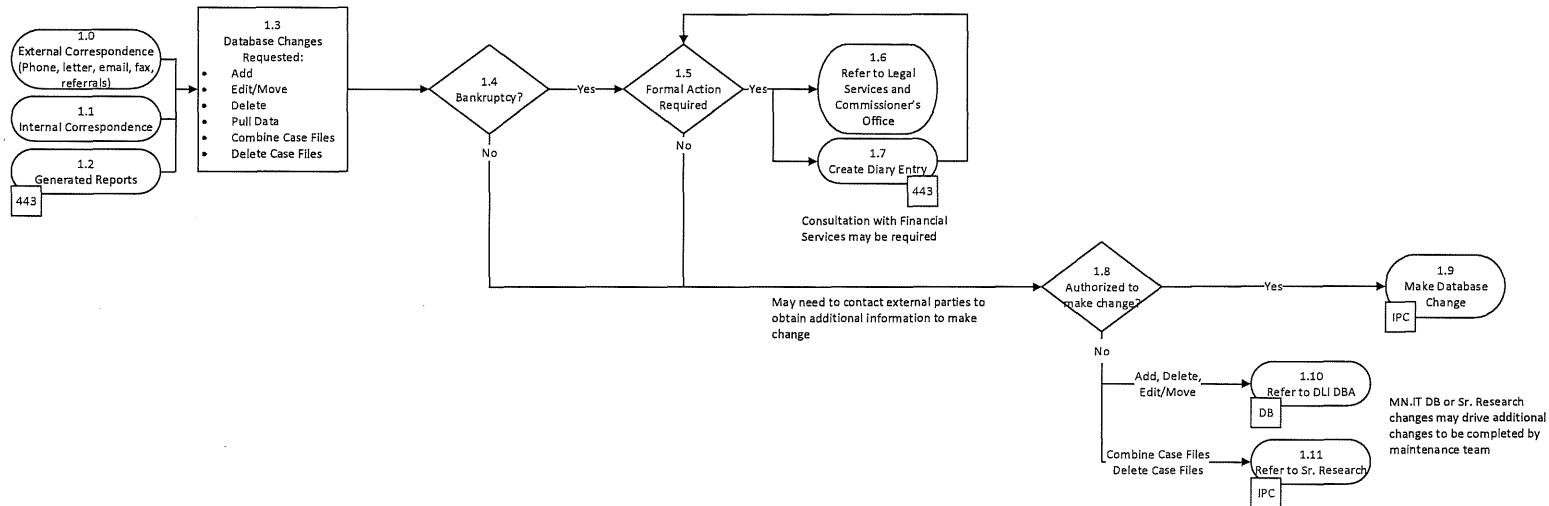 1.0
External Correspondence
(Phone, letter, email, fax,
referrals)
1.1
Internal Correspondence
1.2
Generated Reports
443
1.3
Database Changes
Requested:
• Add
• Edit/Move
• Delete
• Pull Data
• Combine Case Files
• Delete Case Files
1.4
Bankruptcy?
Yes
No
1.5
Formal Action
Required
Yes
No
1.6
Refer to Legal
Services and
Commissioner's
Office
1.7
Create Diary Entry
443
Consultation with Financial
Services may be required
May need to contact external parties to
obtain additional information to make
change
1.8
Authorized to
make change?
Yes
No
1.9
Make Database
Change
IPC
Add, Delete,
Edit/Move
1.10
Refer to DLI DBA
DB
Combine Case Files
Delete Case Files
1.11
Refer to Sr. Research
IPC
MN.IT DB or Sr. Research
changes may drive additional
changes to be completed by
maintenance team